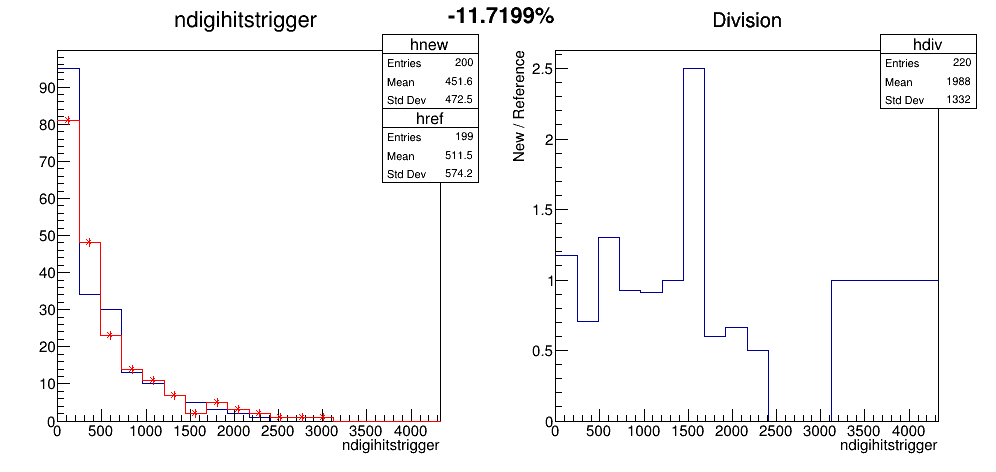 -11.7199%
ndigihitstrigger
hnew
Entries 200
Mean 451.6
Std Dev 472.5
href
Entries 199
Mean 511.5
Std Dev 574.2
90
80
70
60
50
40
30
20
10
0
0 500 1000 1500 2000 2500 3000 3500 4000
ndigihitstrigger
Division
hdiv
Entries 220
Mean 1988
Std Dev 1332
New / Reference
2.5
2
1.5
1
0.5
0
0 500 1000 1500 2000 2500 3000 3500 4000
ndigihitstrigger